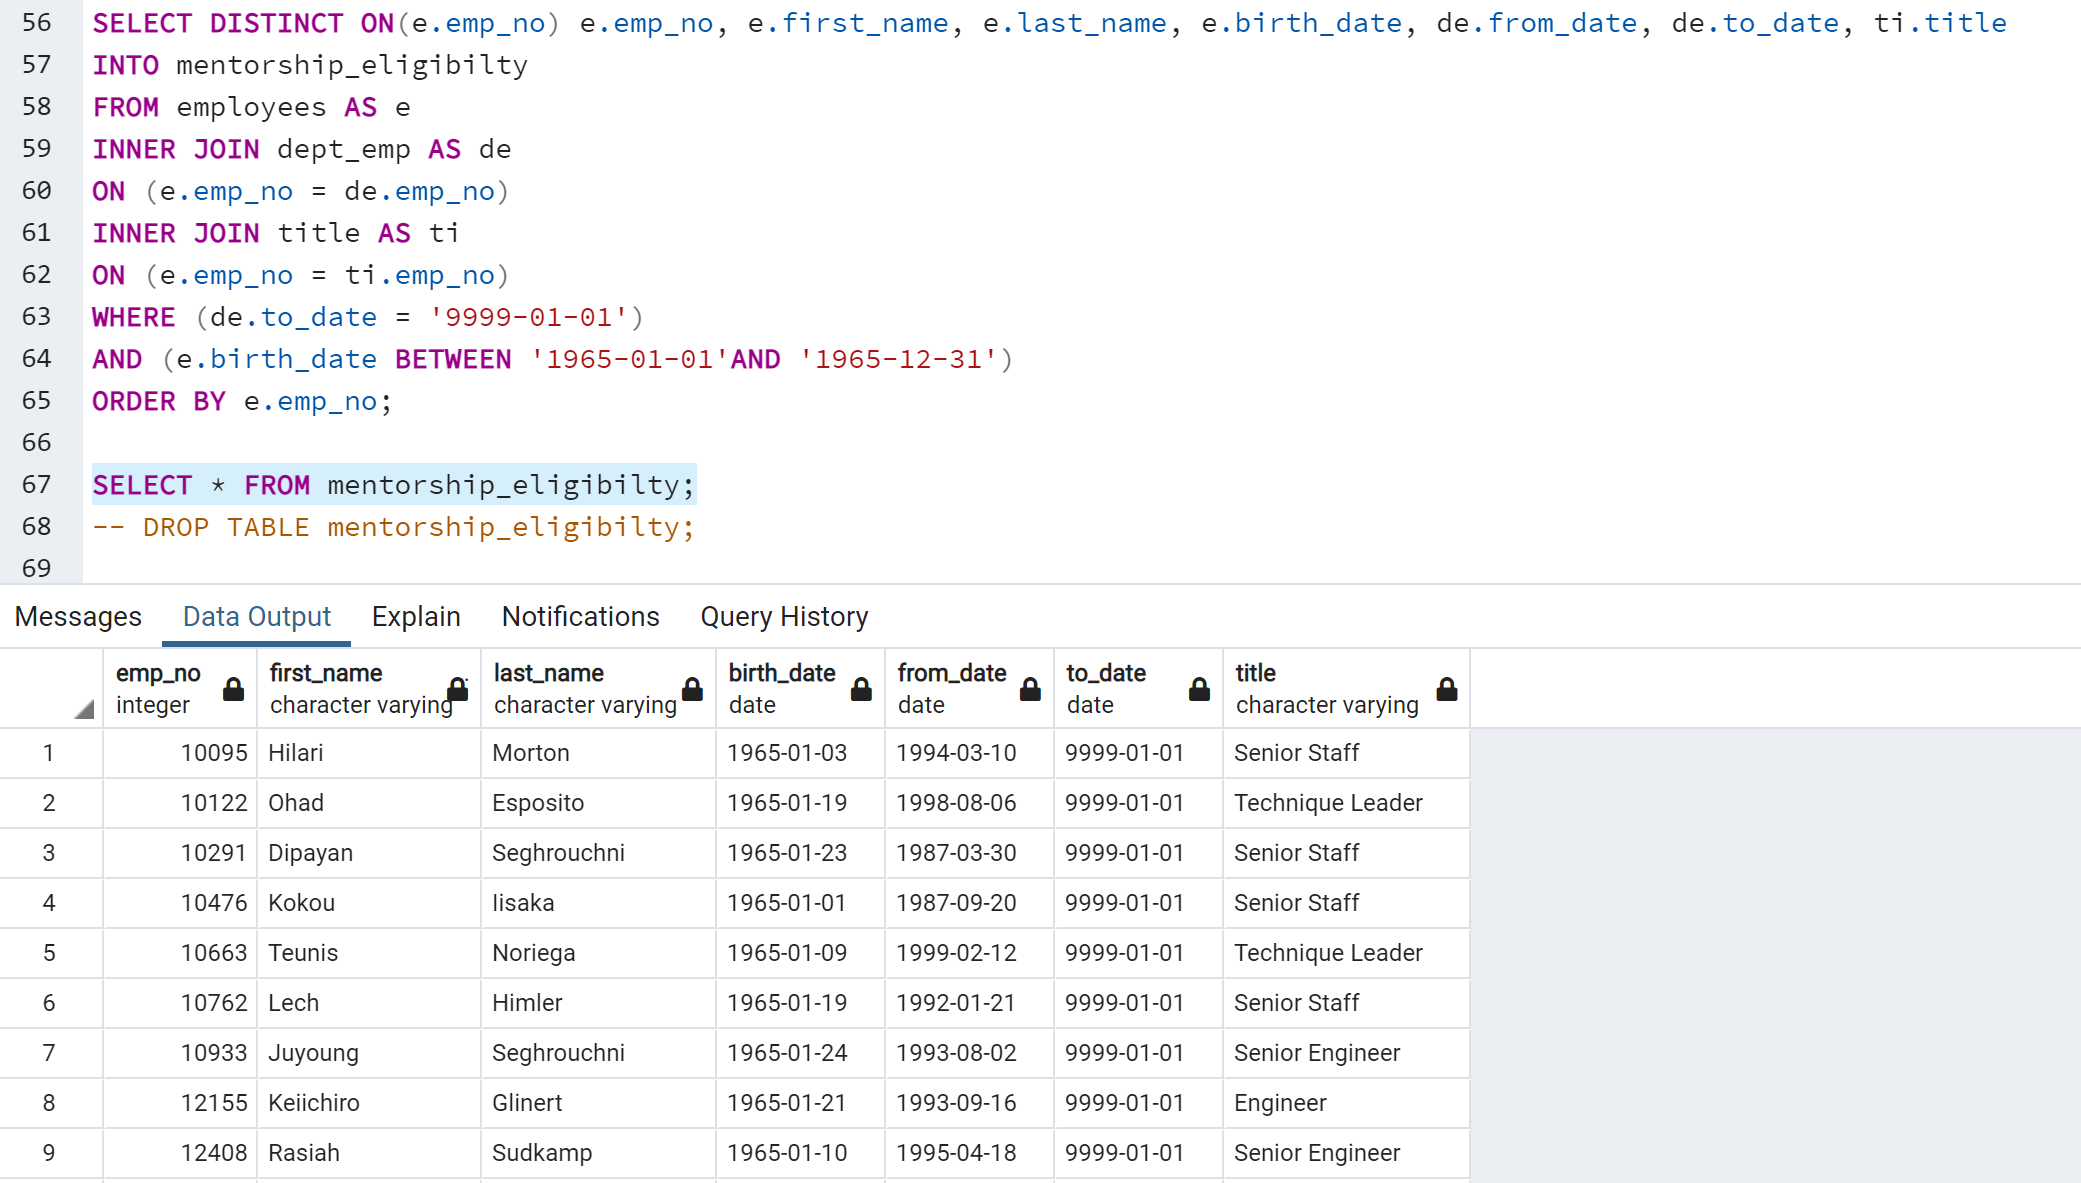 56 SELECT DISTINCT ON(e.emp_no) e.emp_no, e.first_name, e.last_name, e.birth_date, de.from_date, de.to_date, ti.title
57 INTO mentorship_eligibilty
58 FROM employees AS e
59 INNER JOIN dept_emp AS de
60 ON (e.emp_no = de.emp_no)
61 INNER JOIN title AS ti
62 ON (e.emp_no = ti.emp_no)
63 WHERE (de.to_date = '9999-01-01')
64 AND (e.birth_date BETWEEN '1965-01-01'AND '1965-12-31')
65 ORDER BY e.emp_no;
66
67 SELECT * FROM mentorship_eligibilty;
68 -- DROP TABLE mentorship_eligibilty;
69
Messages Data Output Explain Notifications Query History
emp_no first_name last_name birth_date from_date to_date title
integer character varying character varying date date date character varying
1 10095 Hilari Morton 1965-01-03 1994-03-10 9999-01-01 Senior Staff
2 10122 Ohad Esposito 1965-01-19 1998-08-06 9999-01-01 Technique Leader
3 10291 Dipayan Seghrouchni 1965-01-23 1987-03-30 9999-01-01 Senior Staff
4 10476 Kokou Iisaka 1965-01-01 1987-09-20 9999-01-01 Senior Staff
5 10663 Teunis Noriega 1965-01-09 1999-02-12 9999-01-01 Technique Leader
6 10762 Lech Himler 1965-01-19 1992-01-21 9999-01-01 Senior Staff
7 10933 Juyoung Seghrouchni 1965-01-24 1993-08-02 9999-01-01 Senior Engineer
8 12155 Keiichiro Glinert 1965-01-21 1993-09-16 9999-01-01 Engineer
9 12408 Rasiah Sudkamp 1965-01-10 1995-04-18 9999-01-01 Senior Engineer